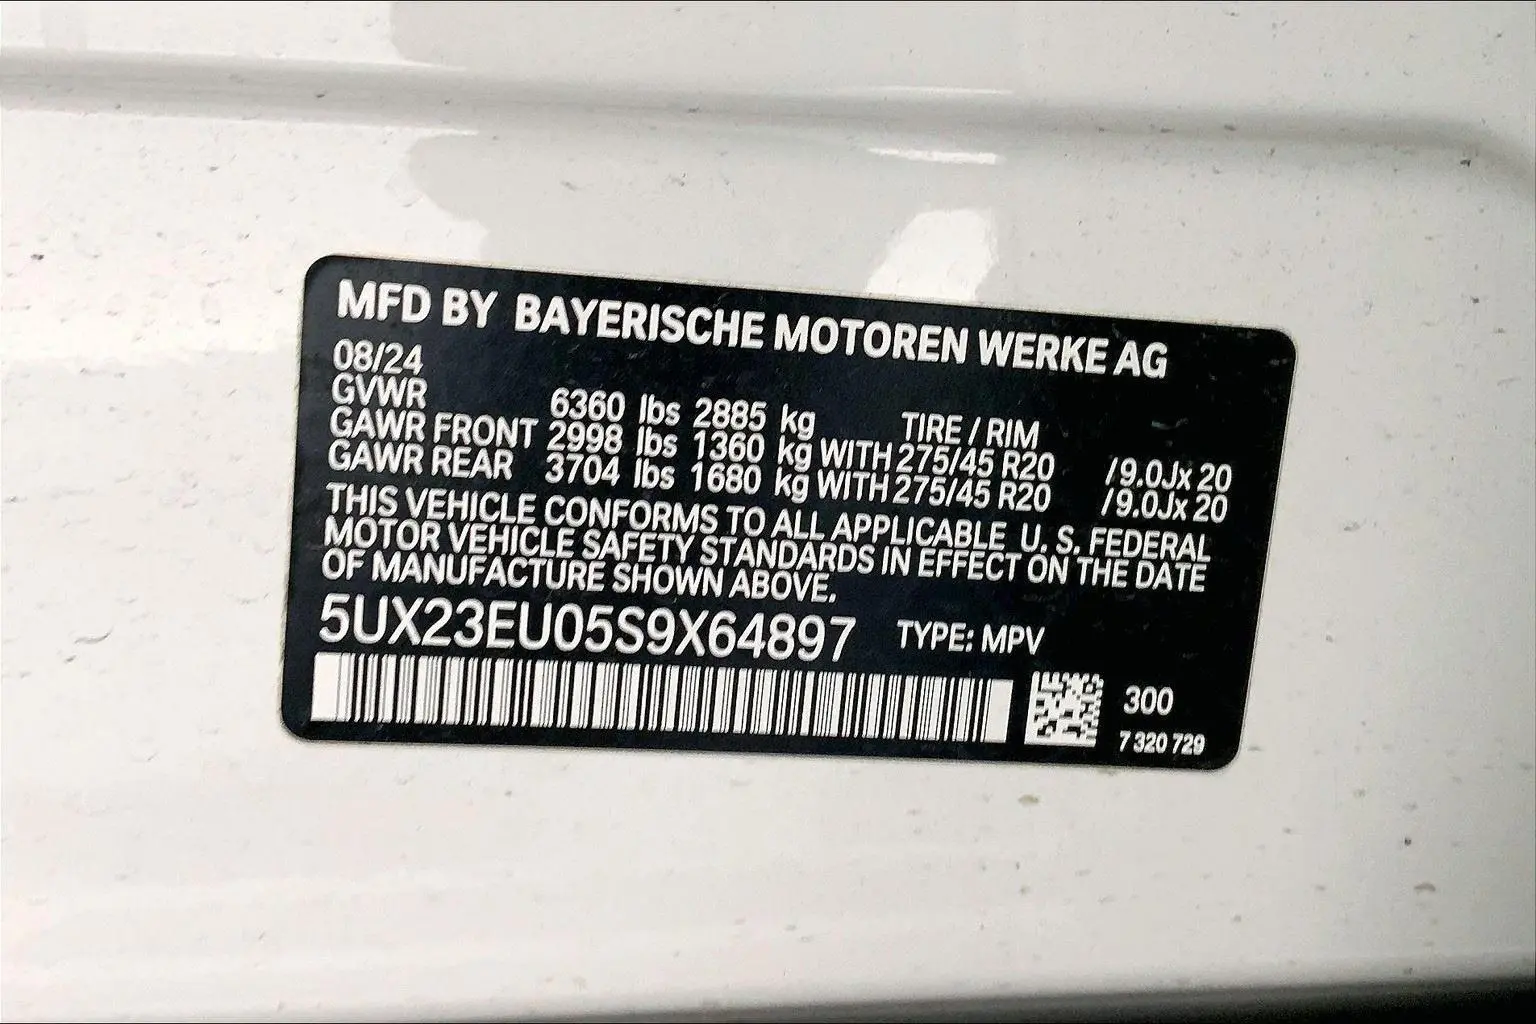 MFD BY BAYERISCHE MOTOREN WERKE AG
08/24
GVWR 6360 lbs 2885 kg TIRE / RIM
GAWR FRONT 2998 lbs 1360 kg WITH 275/45 R20 /9.0Jx 20
GAWR REAR 3704 lbs 1680 kg WITH 275/45 R20 /9.0Jx 20
THIS VEHICLE CONFORMS TO ALL APPLICABLE U. S. FEDERAL
MOTOR VEHICLE SAFETY STANDARDS IN EFFECT ON THE DATE
OF MANUFACTURE SHOWN ABOVE.
5UX23EU05S9X64897 TYPE: MPV
300
7 320 729